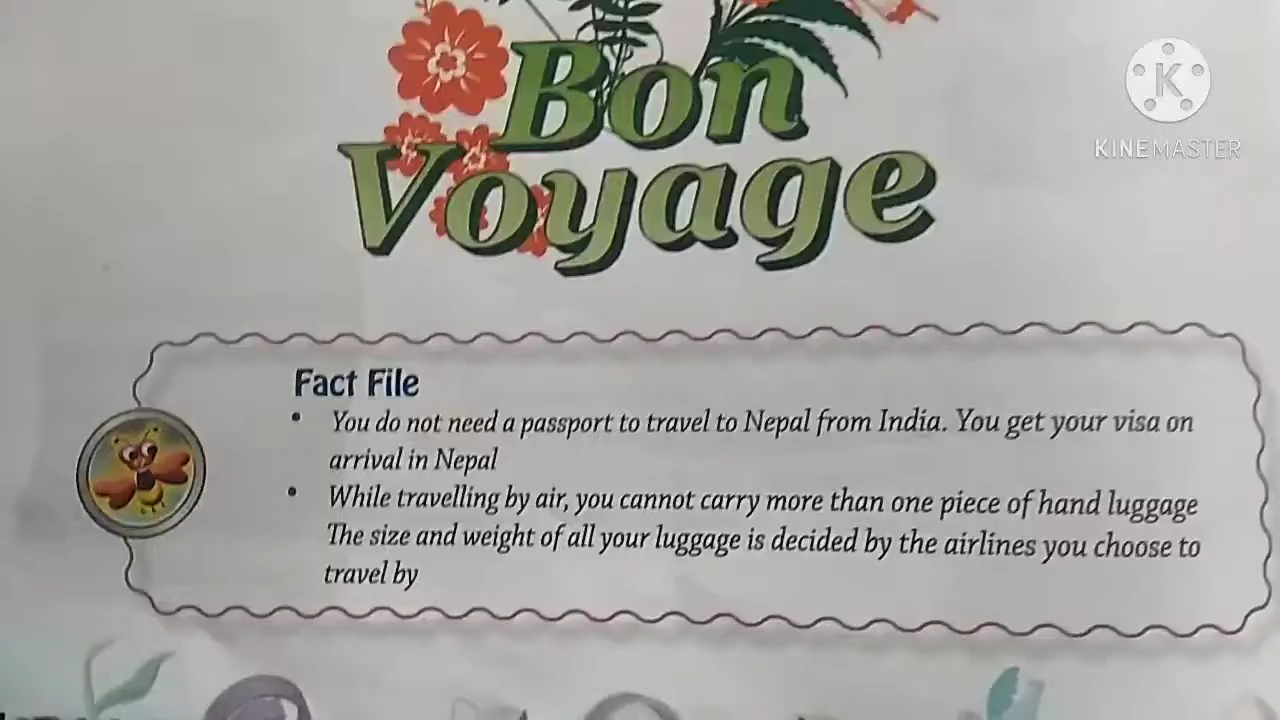 Bon
Voyage
K
KINEMASTER
Fact File
• You do not need a passport to travel to Nepal from India. You get your visa on
arrival in Nepal
• While travelling by air, you cannot carry more than one piece of hand luggage
The size and weight of all your luggage is decided by the airlines you choose to
travel by